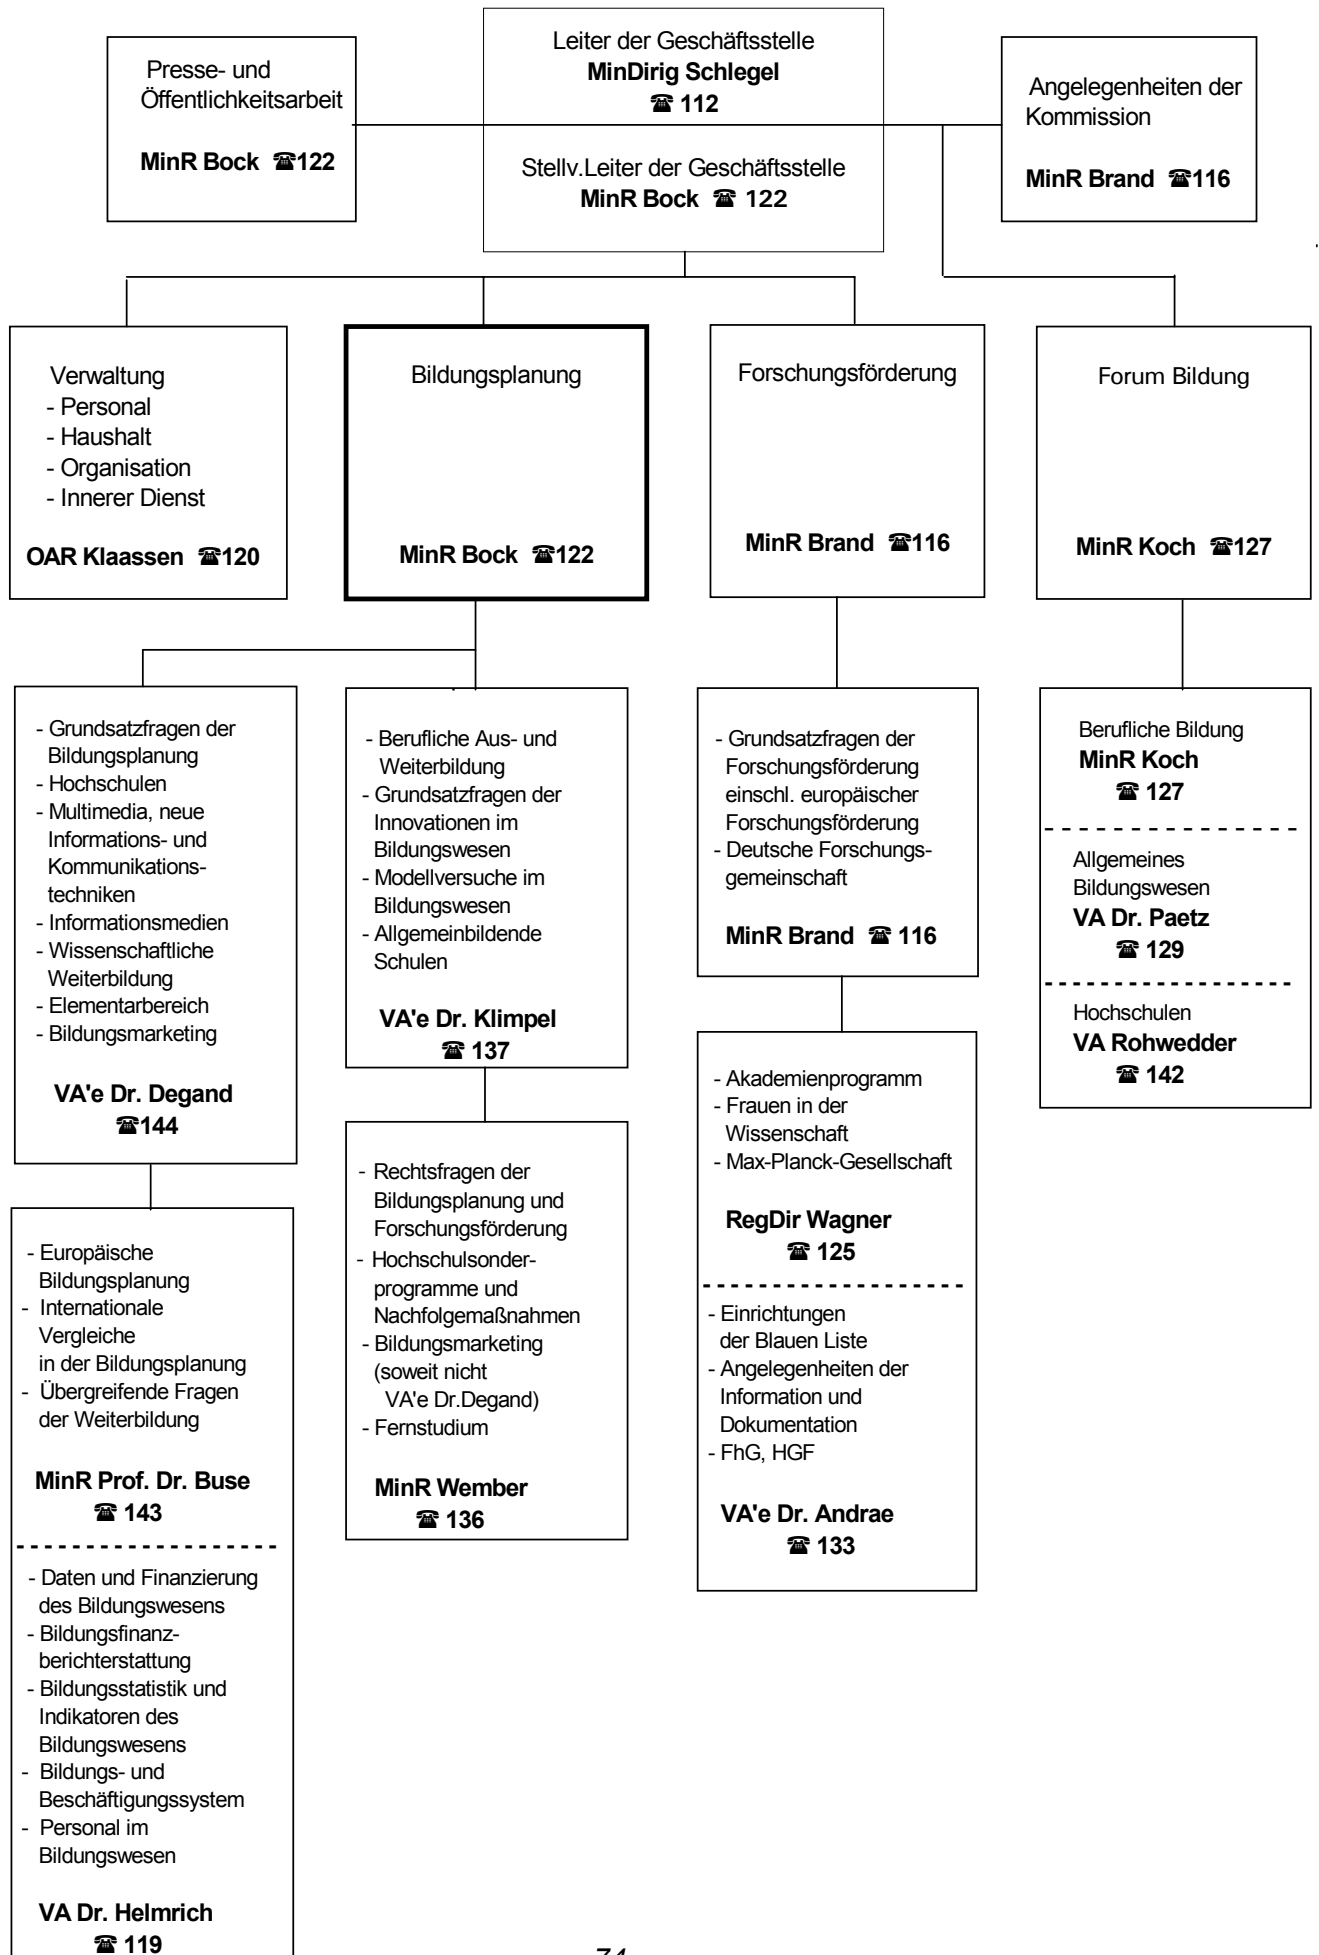 Presse- und
Öffentlichkeitsarbeit
MinR Bock ☎122
Leiter der Geschäftsstelle
MinDirig Schlegel
☎ 112
Stellv.Leiter der Geschäftsstelle
MinR Bock ☎ 122
Angelegenheiten der
Kommission
MinR Brand ☎116
Verwaltung
- Personal
- Haushalt
- Organisation
- Innerer Dienst
OAR Klaassen ☎120
Bildungsplanung
MinR Bock ☎122
Forschungsförderung
MinR Brand ☎116
Forum Bildung
MinR Koch ☎127
- Grundsatzfragen der
Bildungsplanung
- Hochschulen
- Multimedia, neue
Informations- und
Kommunikations-
techniken
- Informationsmedien
- Wissenschaftliche
Weiterbildung
- Elementarbereich
- Bildungsmarketing
VA'e Dr. Degand
☎144
- Berufliche Aus- und
Weiterbildung
- Grundsatzfragen der
Innovationen im
Bildungswesen
- Modellversuche im
Bildungswesen
- Allgemeinbildende
Schulen
VA'e Dr. Klimpel
☎ 137
- Grundsatzfragen der
Forschungsförderung
einschl. europäischer
Forschungsförderung
- Deutsche Forschungs-
gemeinschaft
MinR Brand ☎ 116
Berufliche Bildung
MinR Koch
☎ 127
Allgemeines
Bildungswesen
VA Dr. Paetz
☎ 129
Hochschulen
VA Rohwedder
☎ 142
- Europäische
Bildungsplanung
- Internationale
Vergleiche
in der Bildungsplanung
- Übergreifende Fragen
der Weiterbildung
MinR Prof. Dr. Buse
☎ 143
- Daten und Finanzierung
des Bildungswesens
- Bildungsfinanz-
berichterstattung
- Bildungsstatistik und
Indikatoren des
Bildungswesens
- Bildungs- und
Beschäftigungssystem
- Personal im
Bildungswesen
VA Dr. Helmrich
☎ 119
- Rechtsfragen der
Bildungsplanung und
Forschungsförderung
- Hochschulsonder-
programme und
Nachfolgemaßnahmen
- Bildungsmarketing
(soweit nicht
VA'e Dr.Degand)
- Fernstudium
MinR Wember
☎ 136
- Akademienprogramm
- Frauen in der
Wissenschaft
- Max-Planck-Gesellschaft
RegDir Wagner
☎ 125
- Einrichtungen
der Blauen Liste
- Angelegenheiten der
Information und
Dokumentation
- FhG, HGF
VA'e Dr. Andrae
☎ 133